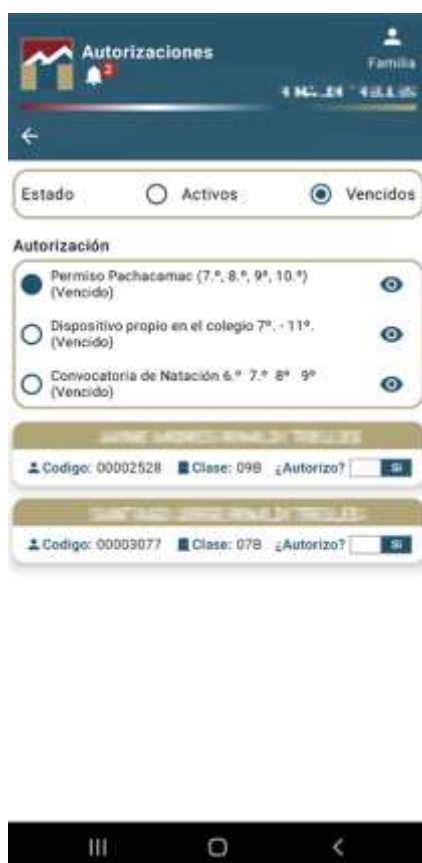 Autorizaciones
2
Familia
Estado Activos Vencidos
Autorización
Permiso Pachacamac (7.º, 8.º, 9º, 10.º)
(Vencido)
Dispositivo propio en el colegio 7º. - 11º.
(Vencido)
Convocatoria de Natación 6.º 7.º 8º 9º
(Vencido)
Codigo: 00002528 Clase: 09B ¿Autorizo? SI
Codigo: 00003077 Clase: 07B ¿Autorizo? SI